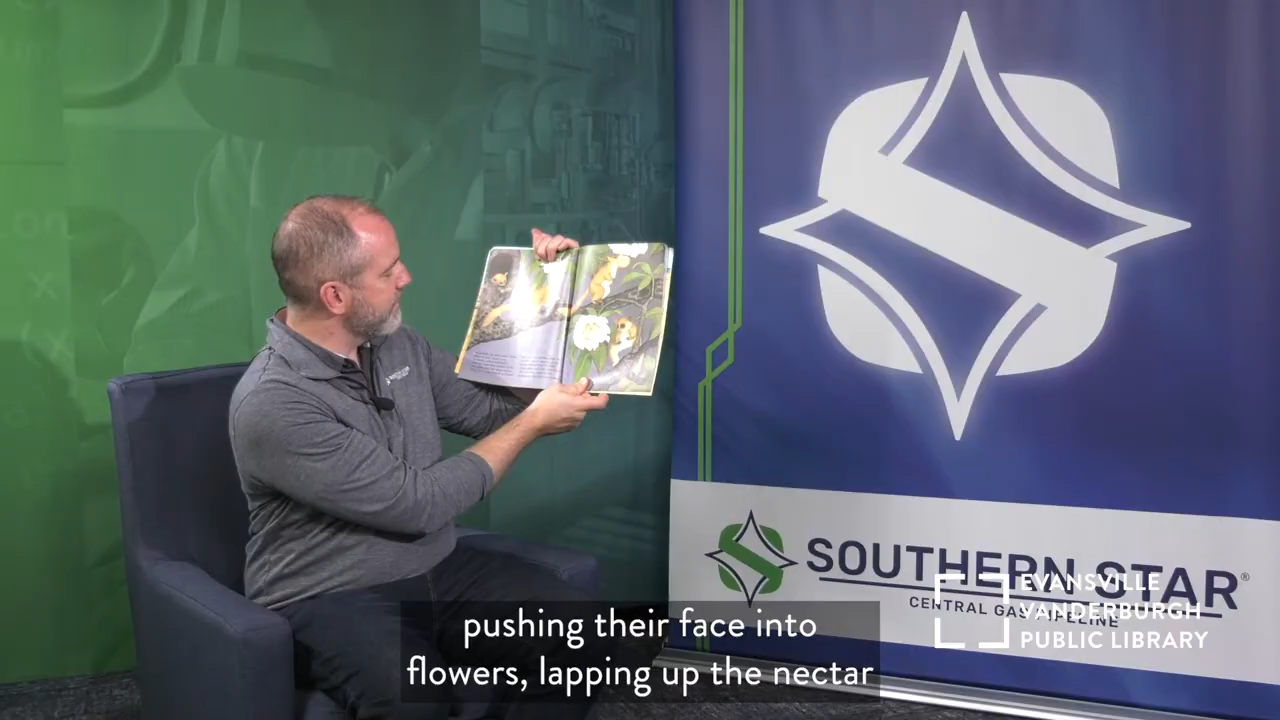 SOUTHERN STAR®
CENTRAL GAS PIPELINE
EVANSVILLE
VANDERBURGH
PUBLIC LIBRARY
pushing their face into
flowers, lapping up the nectar